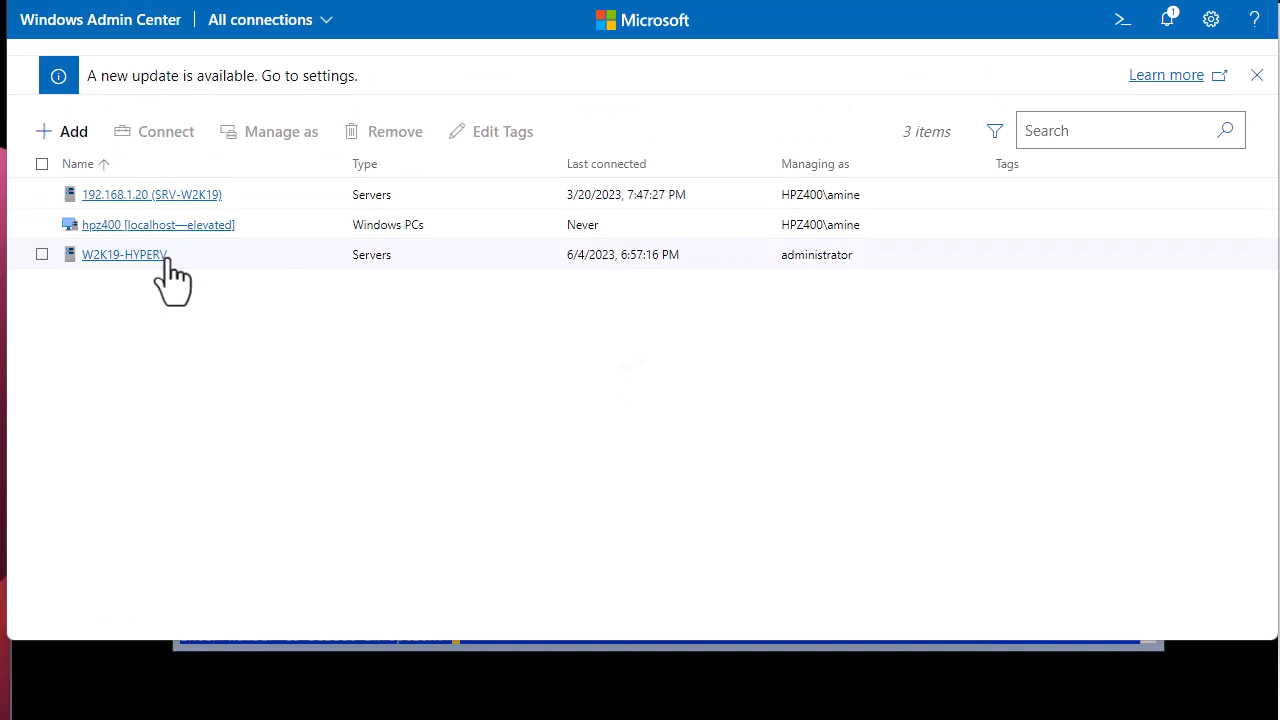 Windows Admin Center All connections Microsoft 1
A new update is available. Go to settings. Learn more
Add Connect Manage as Remove Edit Tags 3 items Search
Name Type Last connected Managing as Tags
192.168.1.20 (SRV-W2K19) Servers 3/20/2023, 7:47:27 PM HPZ400\amine
hpz400 [localhost—elevated] Windows PCs Never HPZ400\amine
W2K19-HYPERV Servers 6/4/2023, 6:57:16 PM administrator